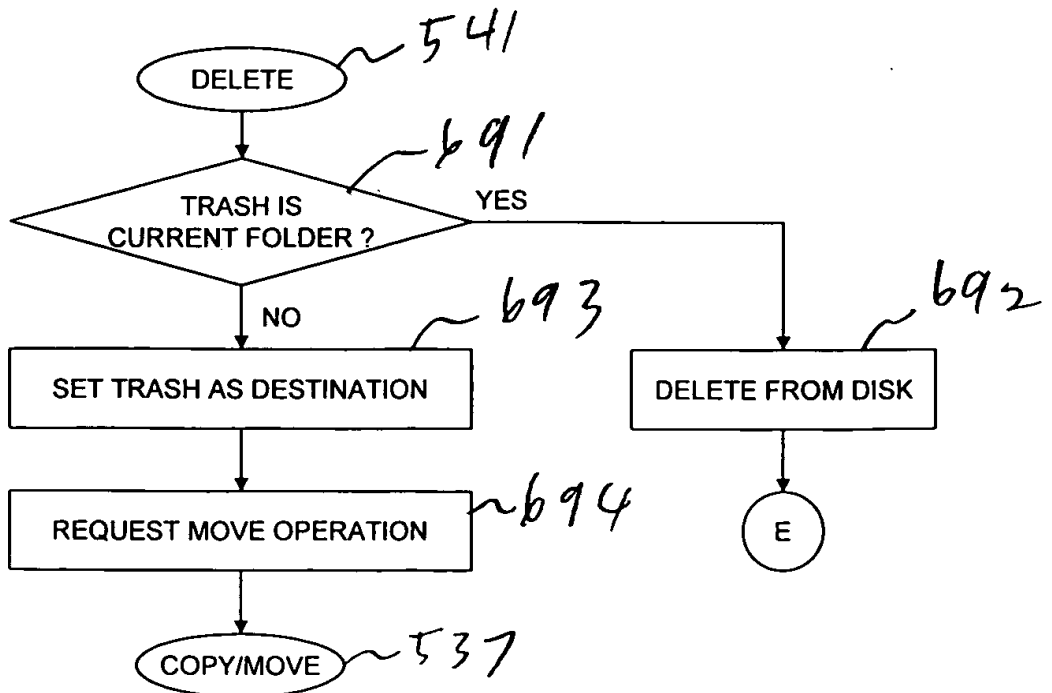 541
DELETE
691
TRASH IS
CURRENT FOLDER ?
YES
NO
693
692
SET TRASH AS DESTINATION
DELETE FROM DISK
REQUEST MOVE OPERATION
694
E
COPY/MOVE
537